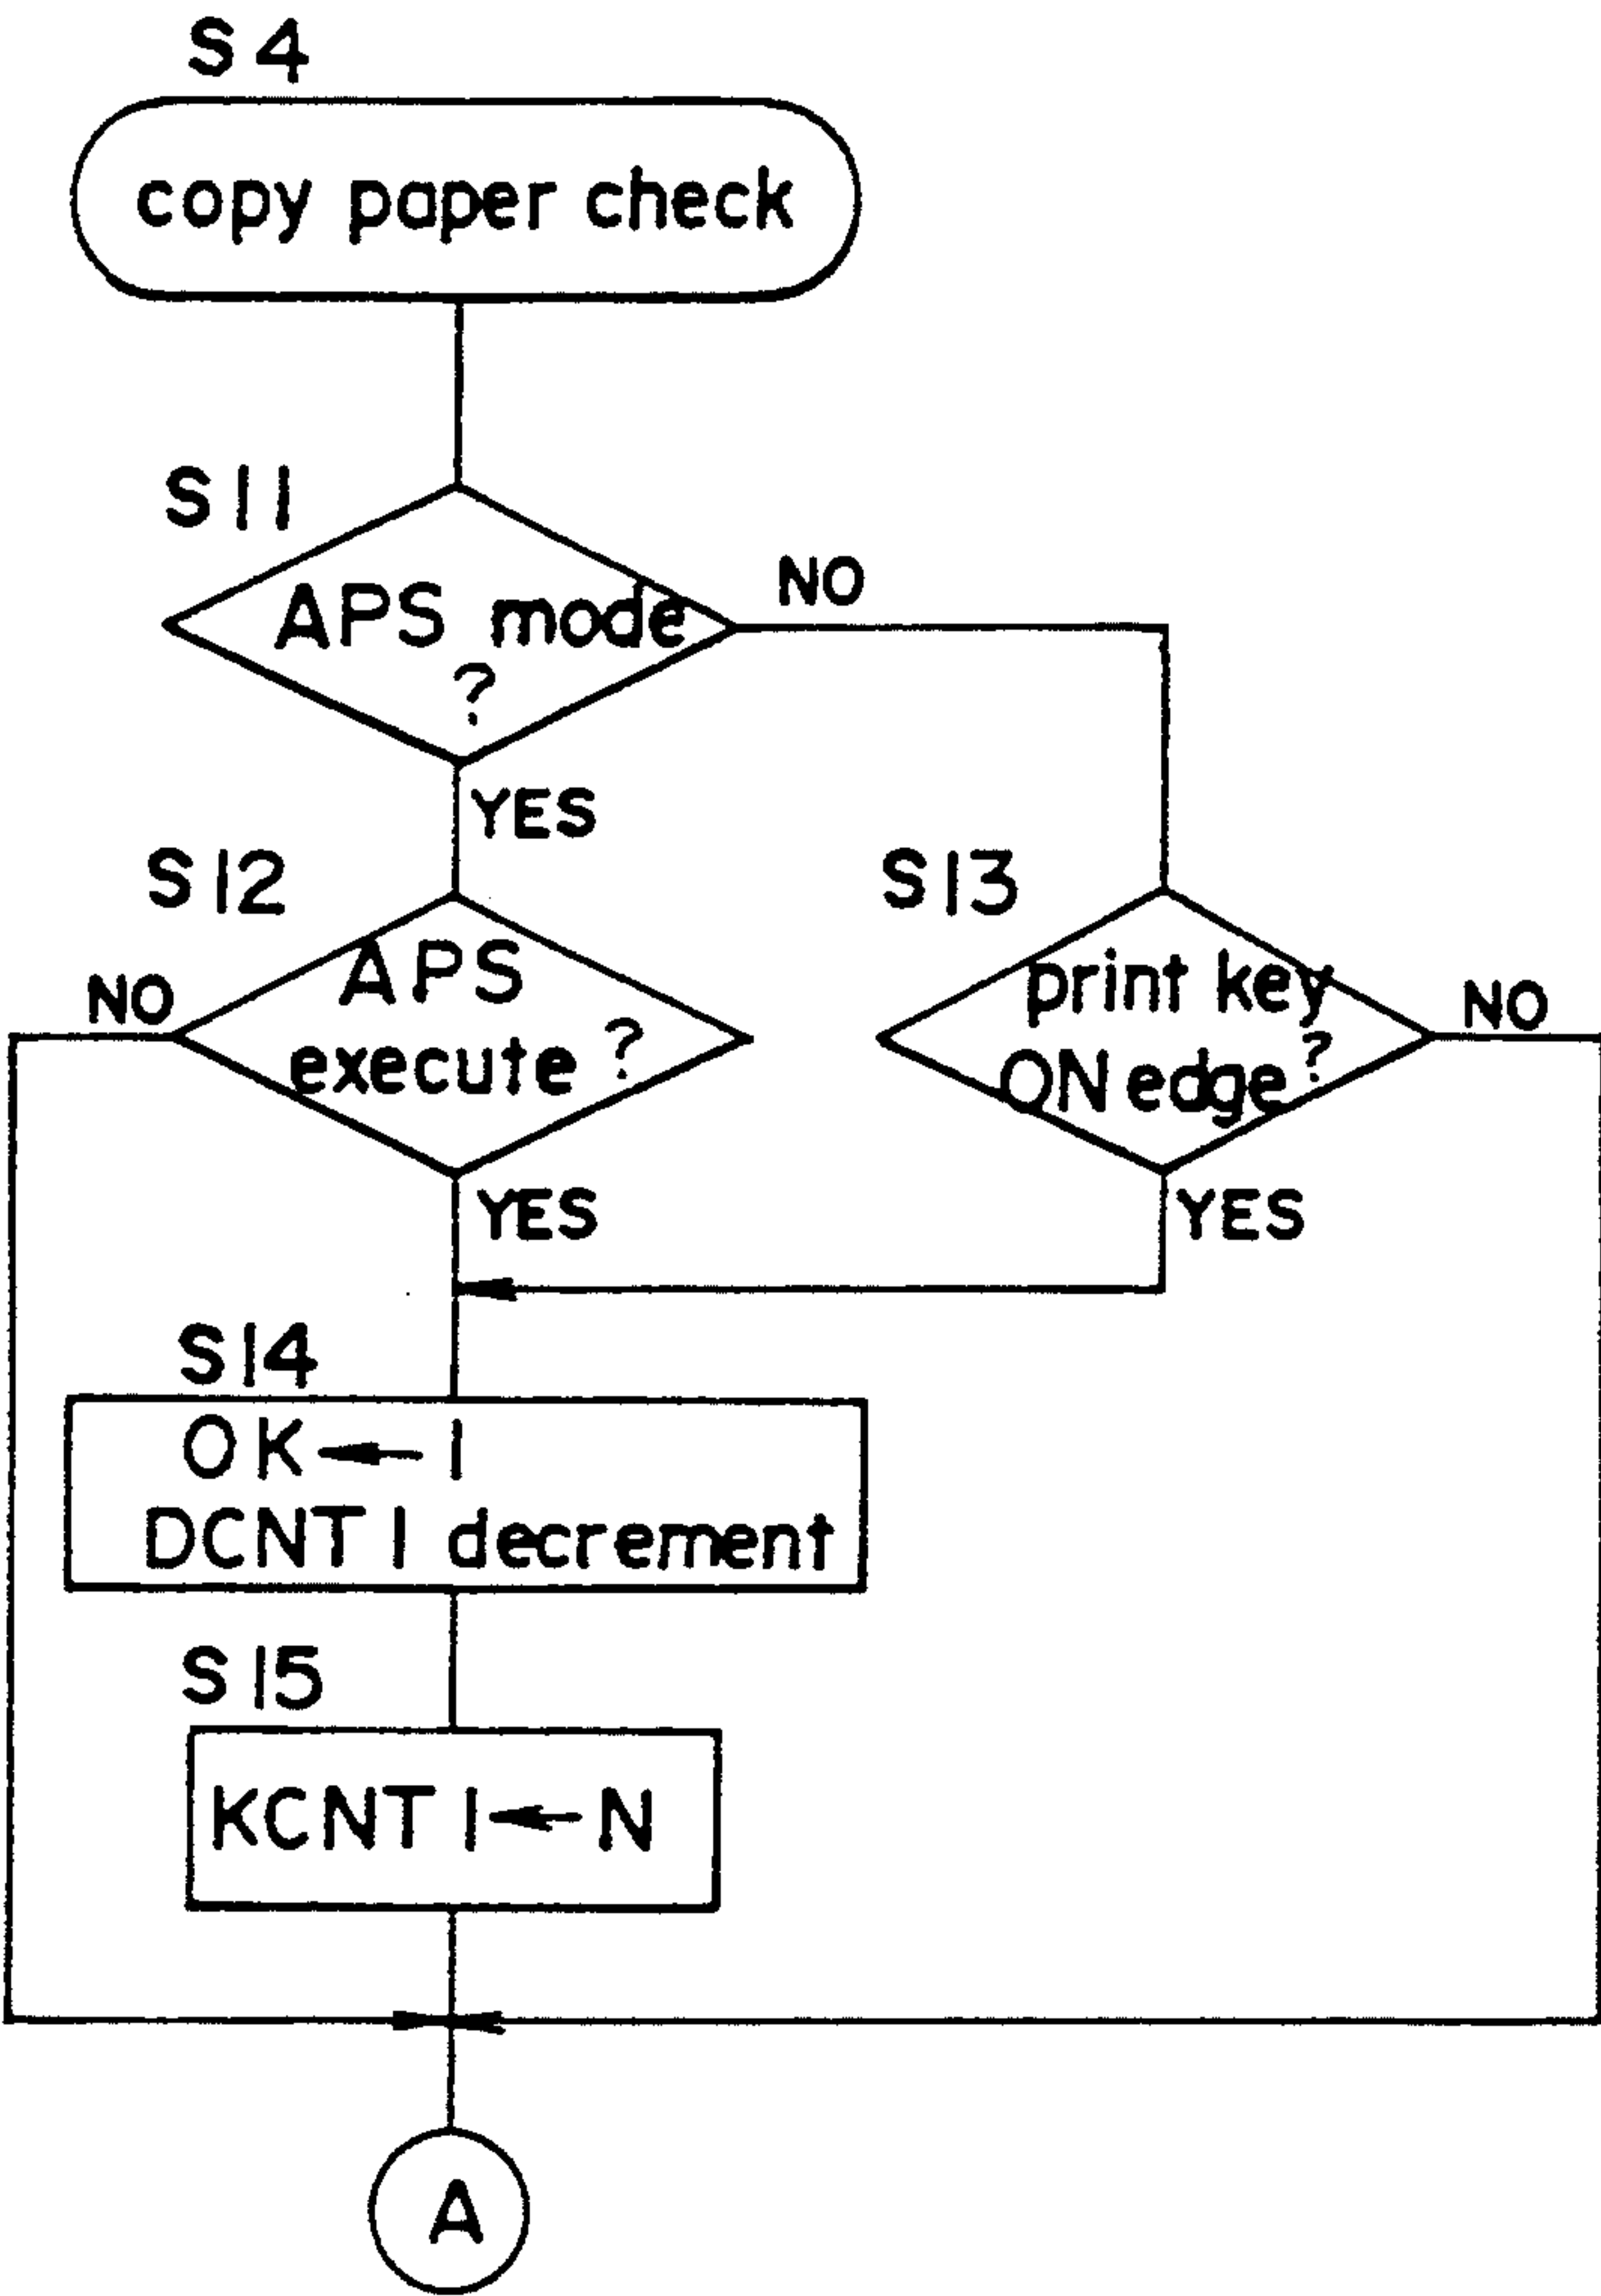 S4
copy paper check
S11
APS mode
?
NO
YES
S12
APS
execute ?
NO
YES
S13
print key
ON edge ?
NO
YES
S14
OK ← 1
DCNT 1 decrement
S15
KCNT 1 ← N
A